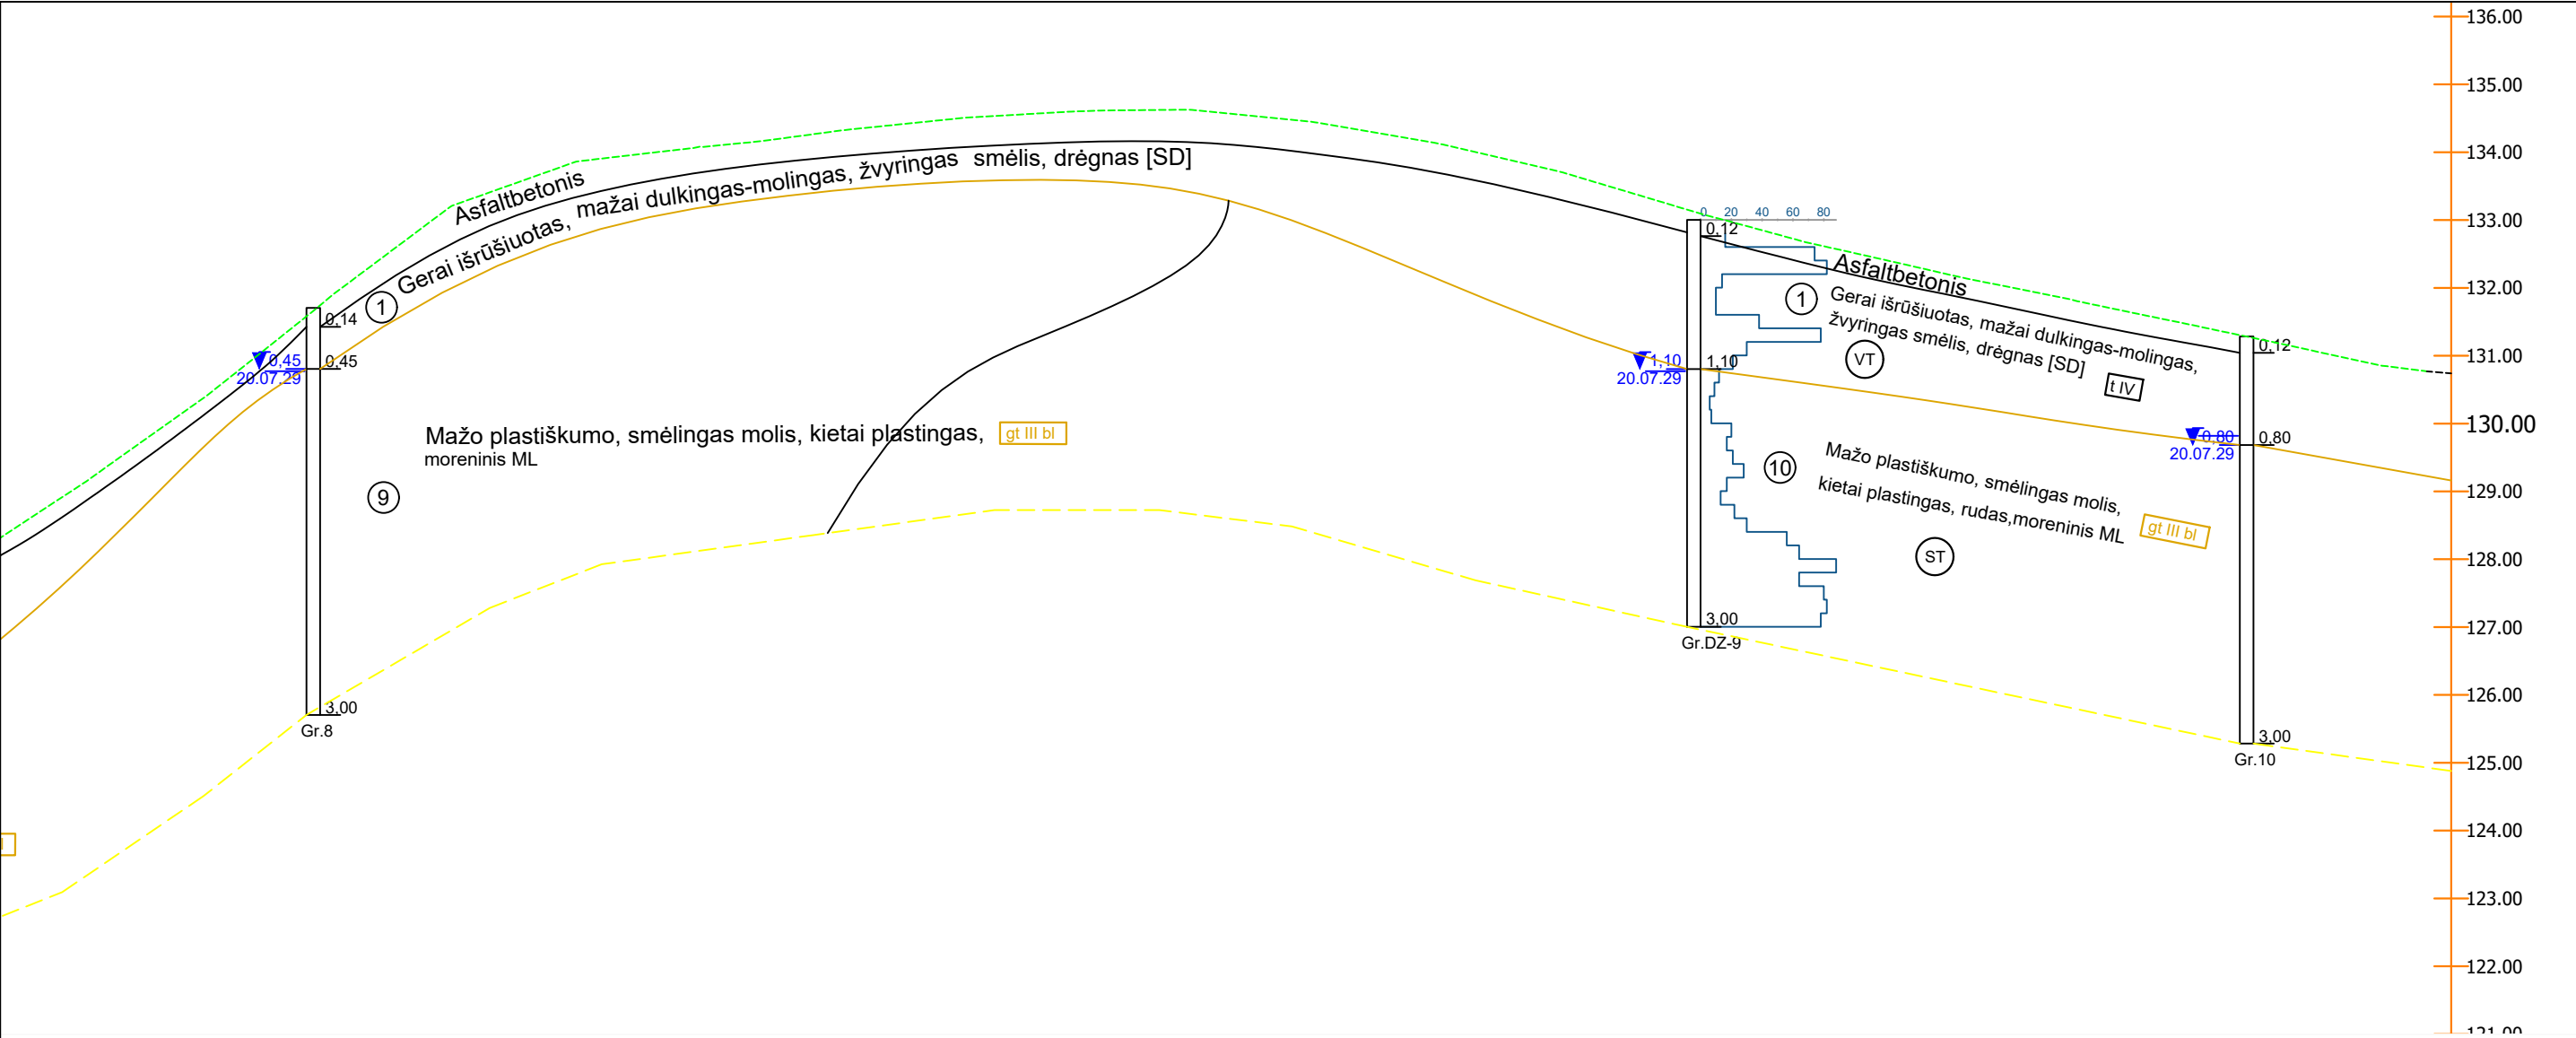 136.00
135.00
134.00
133.00
132.00
131.00
130.00
129.00
128.00
127.00
126.00
125.00
124.00
123.00
122.00
121.00
Asfaltbetonis
Gerai išrūšiuotas, mažai dulkingas-molingas, žvyringas smėlis, drėgnas [SD]
1
0,14
0,45
0,45
20.07.29
Mažo plastiškumo, smėlingas molis, kietai plastingas,
moreninis ML
gt III bl
9
3,00
Gr.8
0 20 40 60 80
0,12
1,10
1,10
20.07.29
Asfaltbetonis
1
Gerai išrūšiuotas, mažai dulkingas-molingas,
žvyringas smėlis, drėgnas [SD]
VT
t IV
10
Mažo plastiškumo, smėlingas molis,
kietai plastingas, rudas,moreninis ML
gt III bl
ST
3,00
Gr.DZ-9
0,12
0,80
0,80
20.07.29
3,00
Gr.10